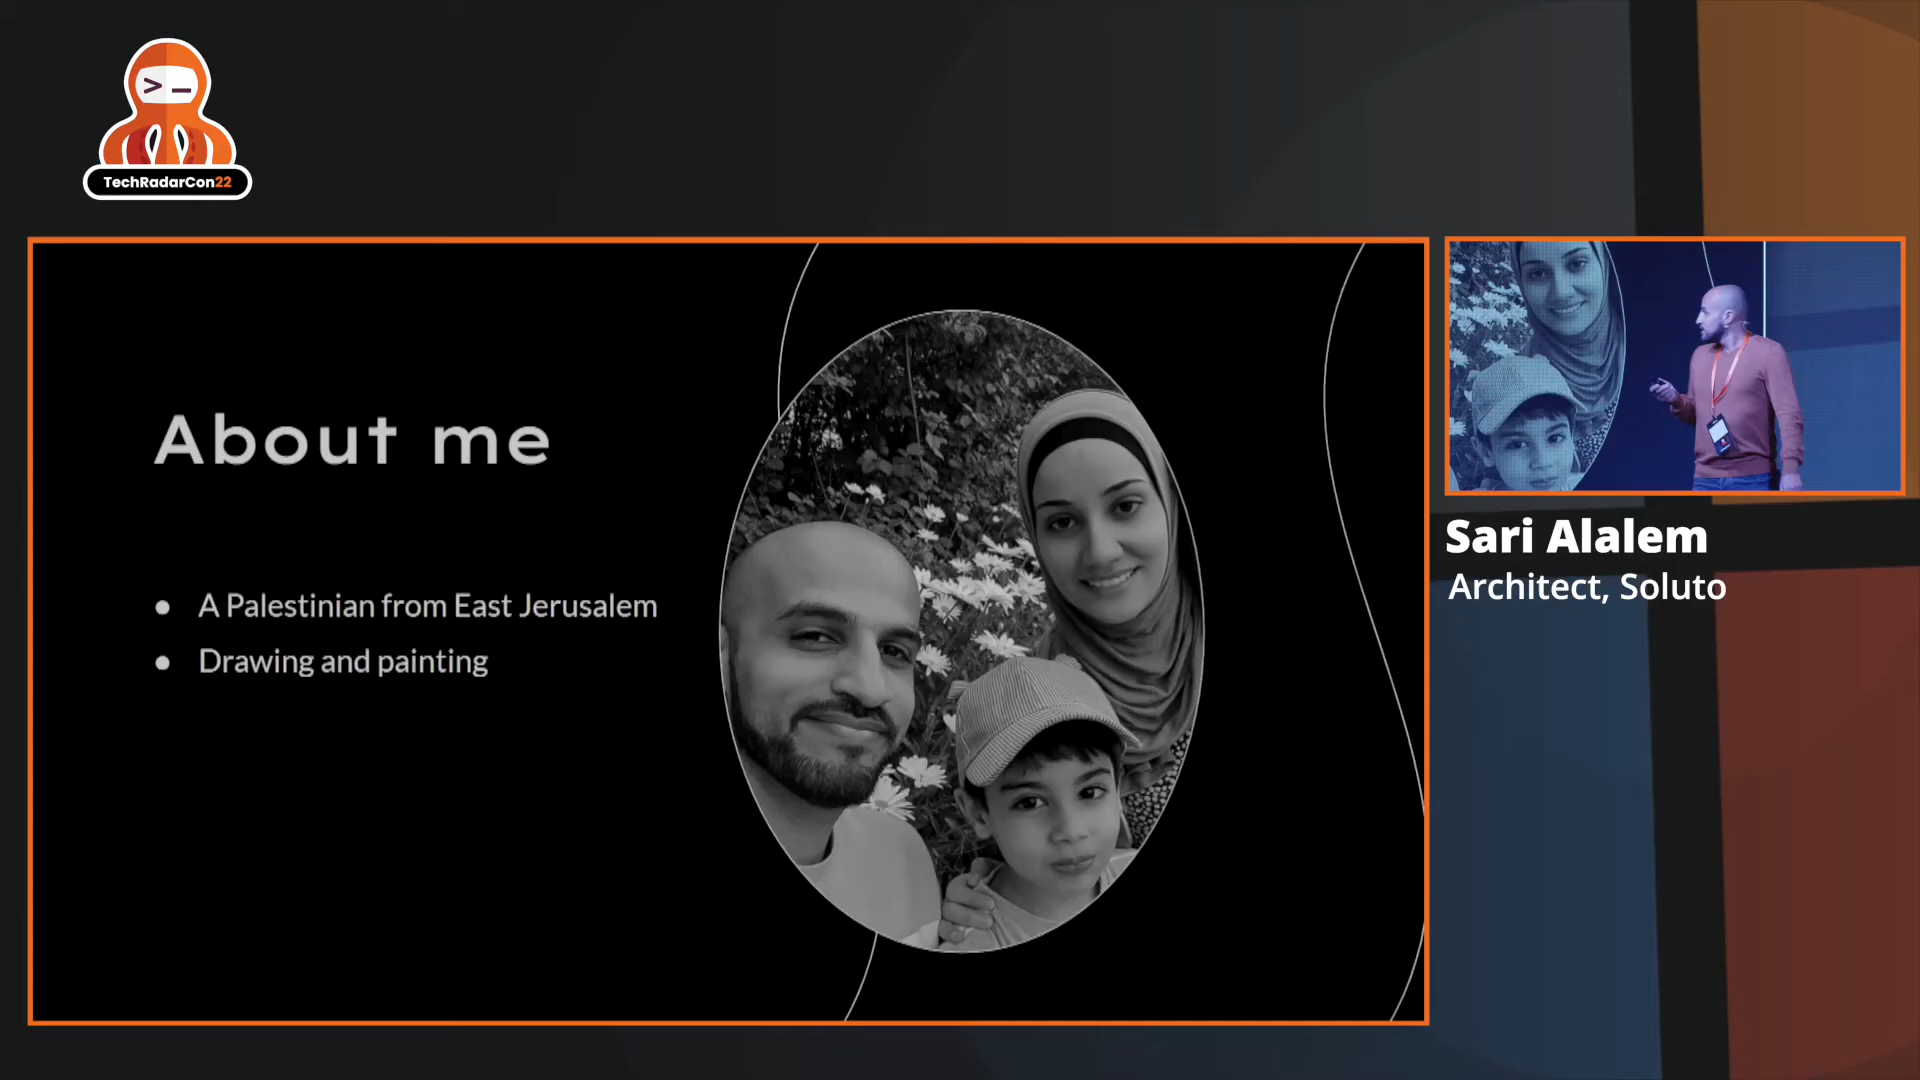 >_
TechRadarCon22
About me
● A Palestinian from East Jerusalem
● Drawing and painting
Sari Alalem
Architect, Soluto